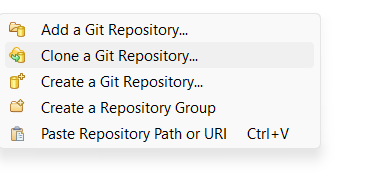 Add a Git Repository...
Clone a Git Repository...
Create a Git Repository...
Create a Repository Group
Paste Repository Path or URI Ctrl+V